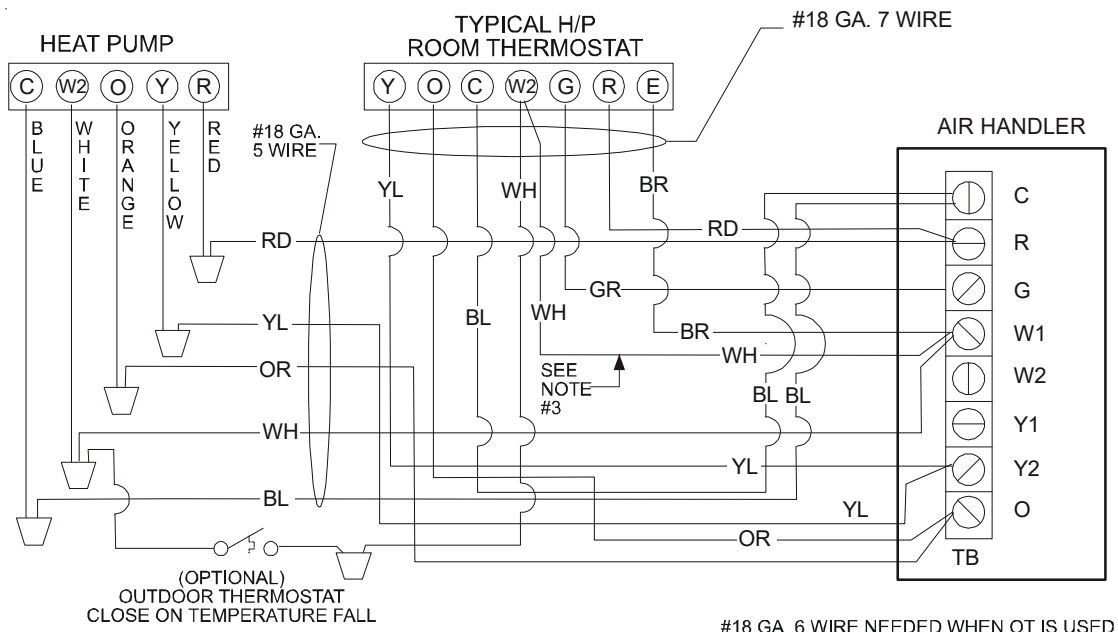 TYPICAL H/P
ROOM THERMOSTAT
#18 GA. 7 WIRE
HEAT PUMP
C W2 O Y R
Y O C W2 G R E
BLUE
WHITE
ORANGE
YELLOW
RED
#18 GA.
5 WIRE
AIR HANDLER
YL
WH
BR
C
RD
RD
R
GR
G
BL
WH
YL
BR
W1
WH
OR
SEE
NOTE
#3
W2
BL BL
WH
Y1
YL
Y2
BL
YL
O
OR
TB
(OPTIONAL)
OUTDOOR THERMOSTAT
CLOSE ON TEMPERATURE FALL
#18 GA. 6 WIRE NEEDED WHEN OT IS USED